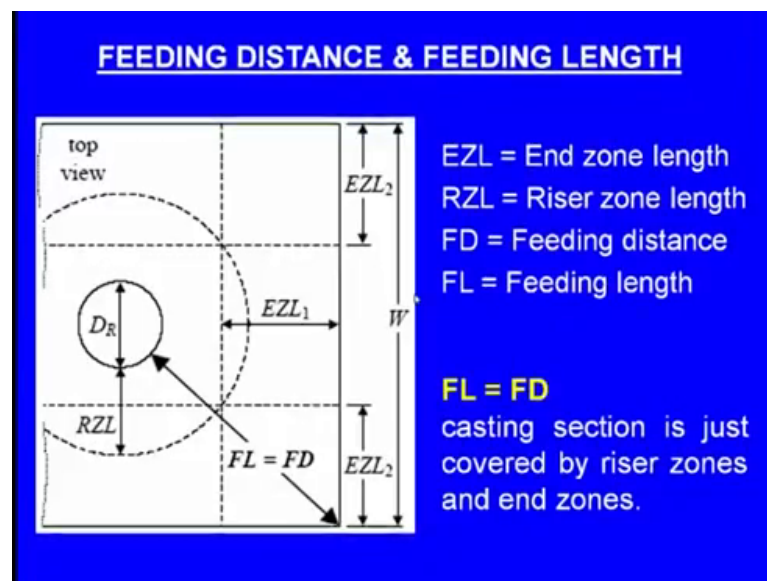 FEEDING DISTANCE & FEEDING LENGTH
top
view
EZL₂
EZL₁
W
D_R
RZL
FL = FD
EZL₂
EZL = End zone length
RZL = Riser zone length
FD = Feeding distance
FL = Feeding length
FL = FD
casting section is just
covered by riser zones
and end zones.